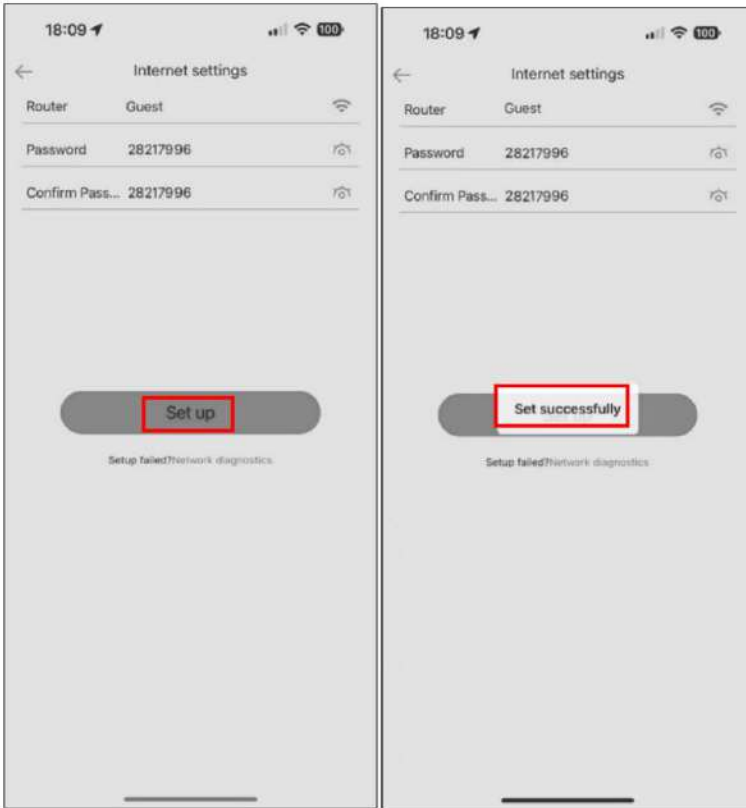 18:09
100
Internet settings
Router Guest
Password 28217996
Confirm Pass... 28217996
Set up
Setup failed?Network diagnostics
18:09
100
Internet settings
Router Guest
Password 28217996
Confirm Pass... 28217996
Set successfully
Setup failed?Network diagnostics